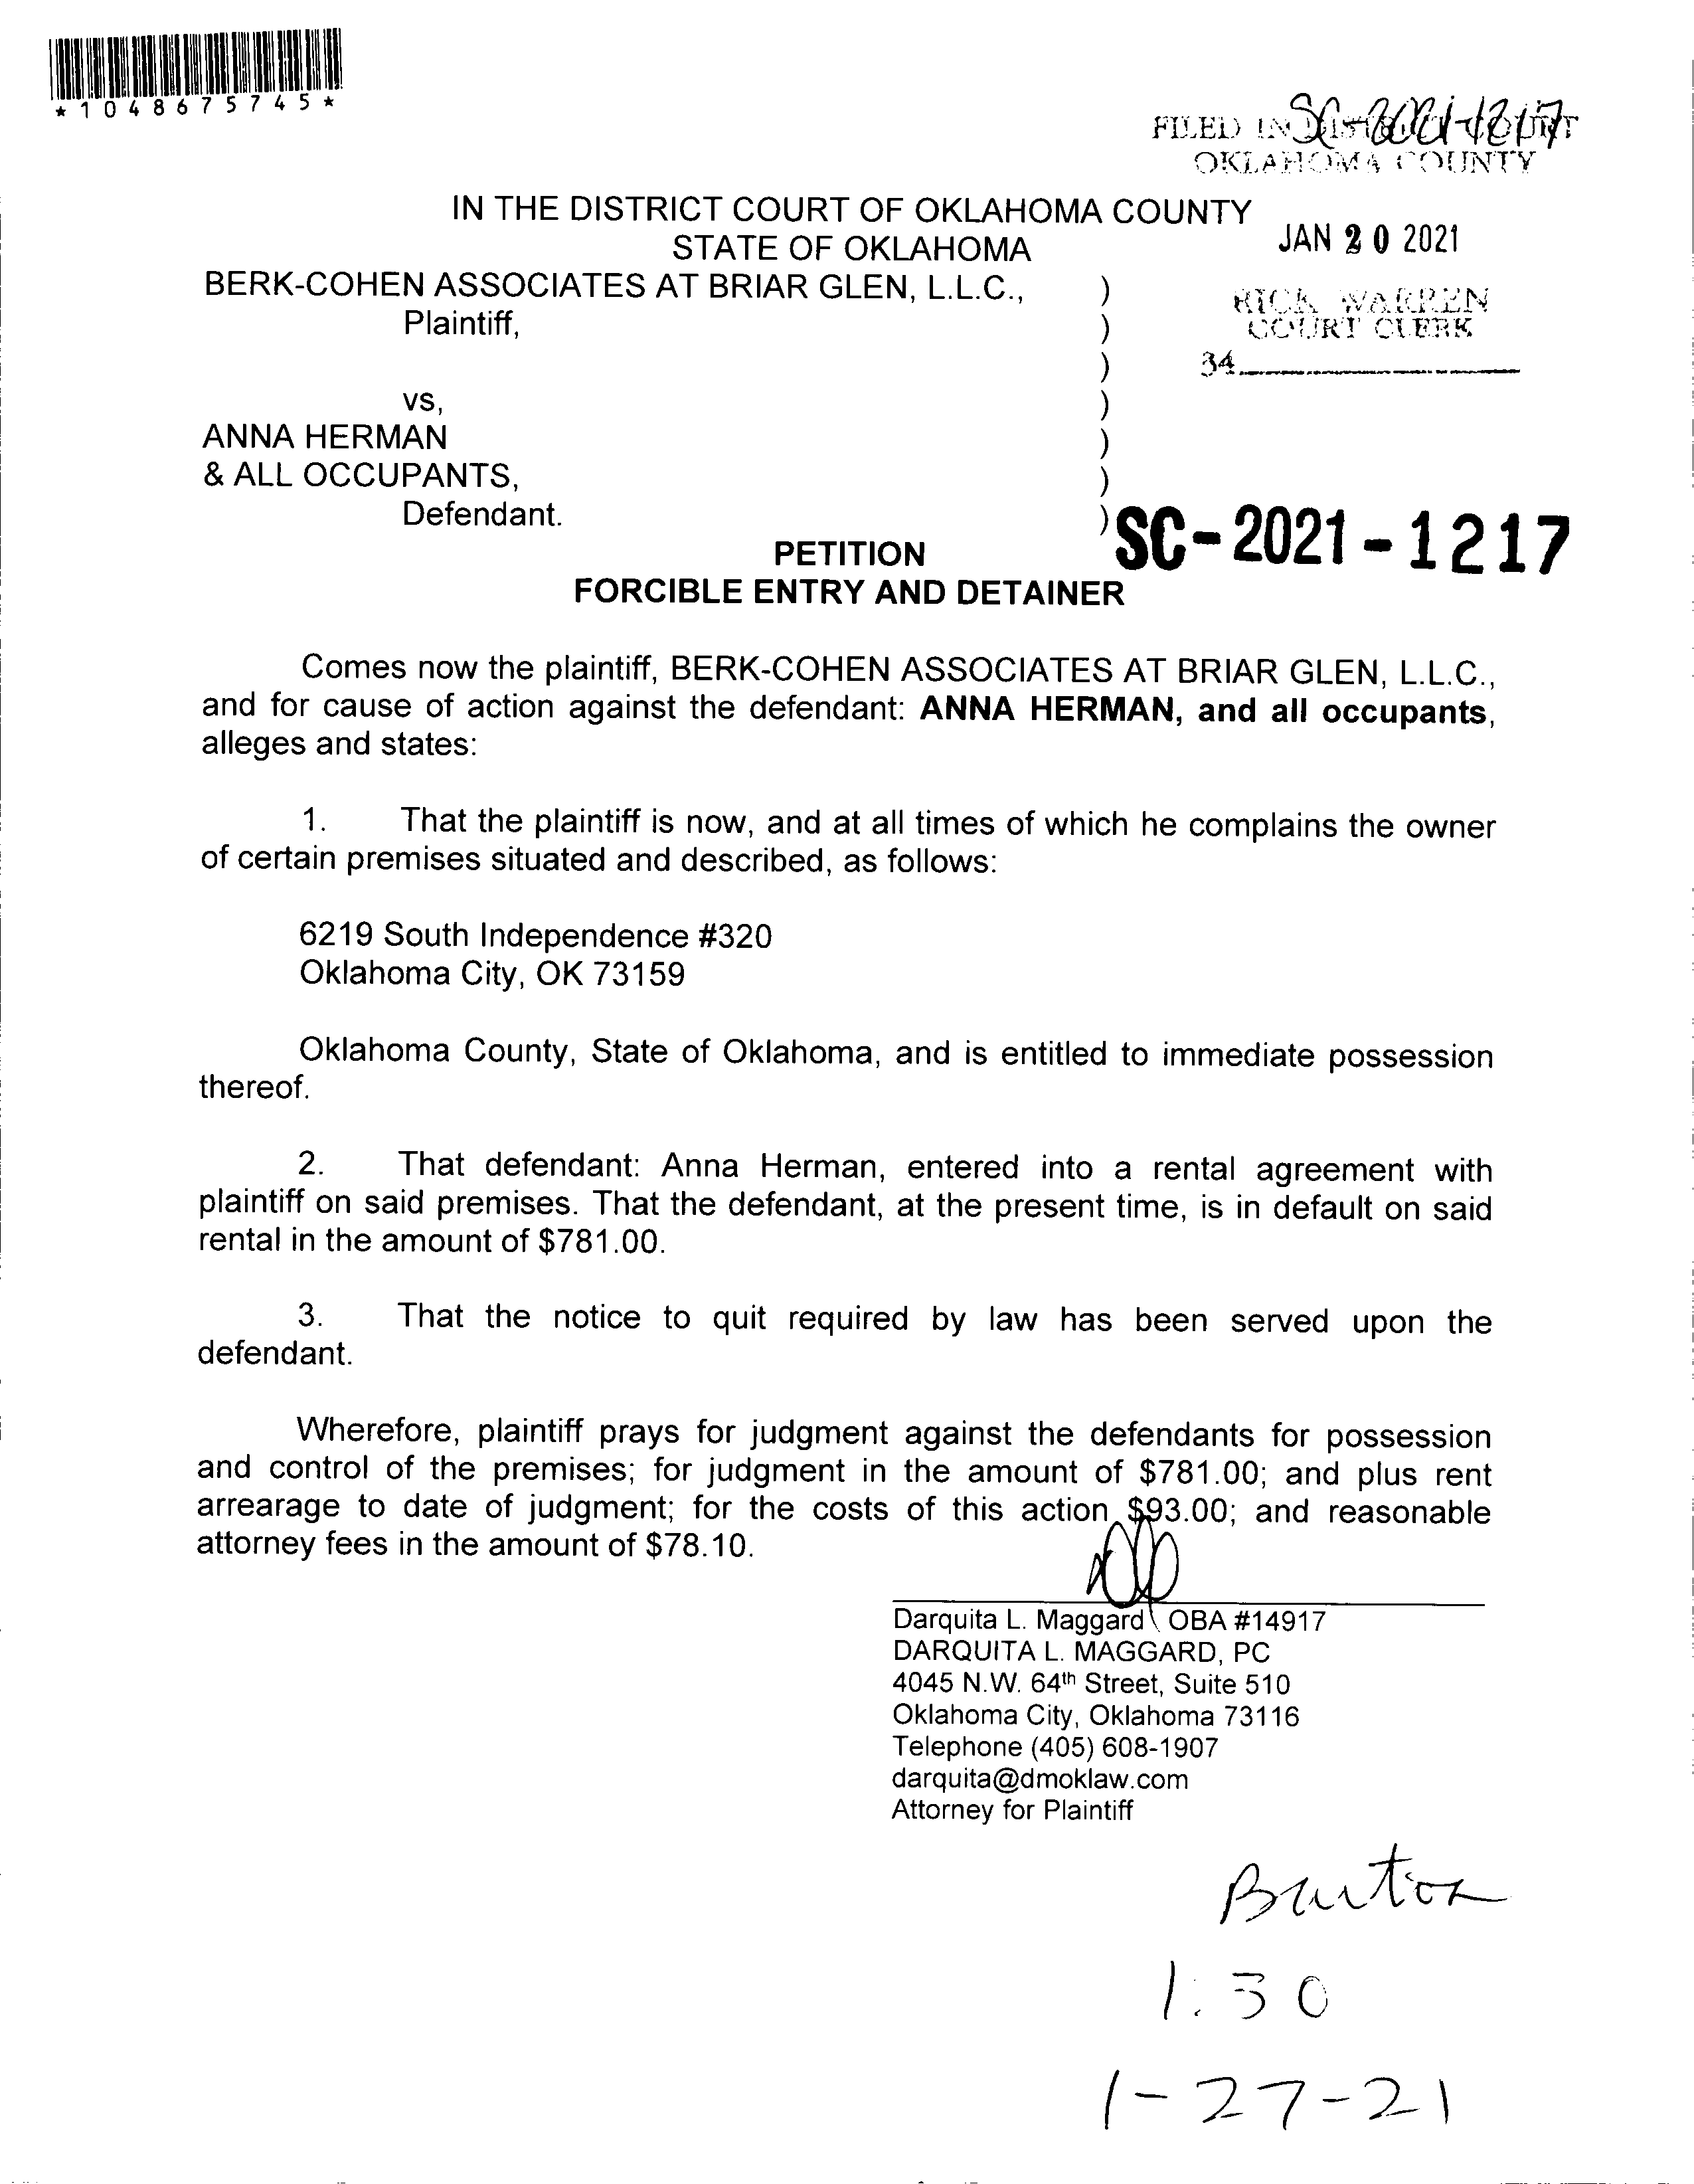 *1048675745*
SC-2021-1217
FILED IN DISTRICT COURT
OKLAHOMA COUNTY
IN THE DISTRICT COURT OF OKLAHOMA COUNTY
STATE OF OKLAHOMA
JAN 20 2021
BERK-COHEN ASSOCIATES AT BRIAR GLEN, L.L.C., )
Plaintiff, )
RICK WARREN
COURT CLERK
)
34
vs, )
ANNA HERMAN )
& ALL OCCUPANTS, )
Defendant. )
SC-2021-1217
PETITION
FORCIBLE ENTRY AND DETAINER
Comes now the plaintiff, BERK-COHEN ASSOCIATES AT BRIAR GLEN, L.L.C.,
and for cause of action against the defendant: ANNA HERMAN, and all occupants,
alleges and states:
1. That the plaintiff is now, and at all times of which he complains the owner
of certain premises situated and described, as follows:
6219 South Independence #320
Oklahoma City, OK 73159
Oklahoma County, State of Oklahoma, and is entitled to immediate possession
thereof.
2. That defendant: Anna Herman, entered into a rental agreement with
plaintiff on said premises. That the defendant, at the present time, is in default on said
rental in the amount of $781.00.
3. That the notice to quit required by law has been served upon the
defendant.
Wherefore, plaintiff prays for judgment against the defendants for possession
and control of the premises; for judgment in the amount of $781.00; and plus rent
arrearage to date of judgment; for the costs of this action $93.00; and reasonable
attorney fees in the amount of $78.10.
Darquita L. Maggard OBA #14917
DARQUITA L. MAGGARD, PC
4045 N.W. 64th Street, Suite 510
Oklahoma City, Oklahoma 73116
Telephone (405) 608-1907
darquita@dmoklaw.com
Attorney for Plaintiff
Burton
1:30
1-27-21